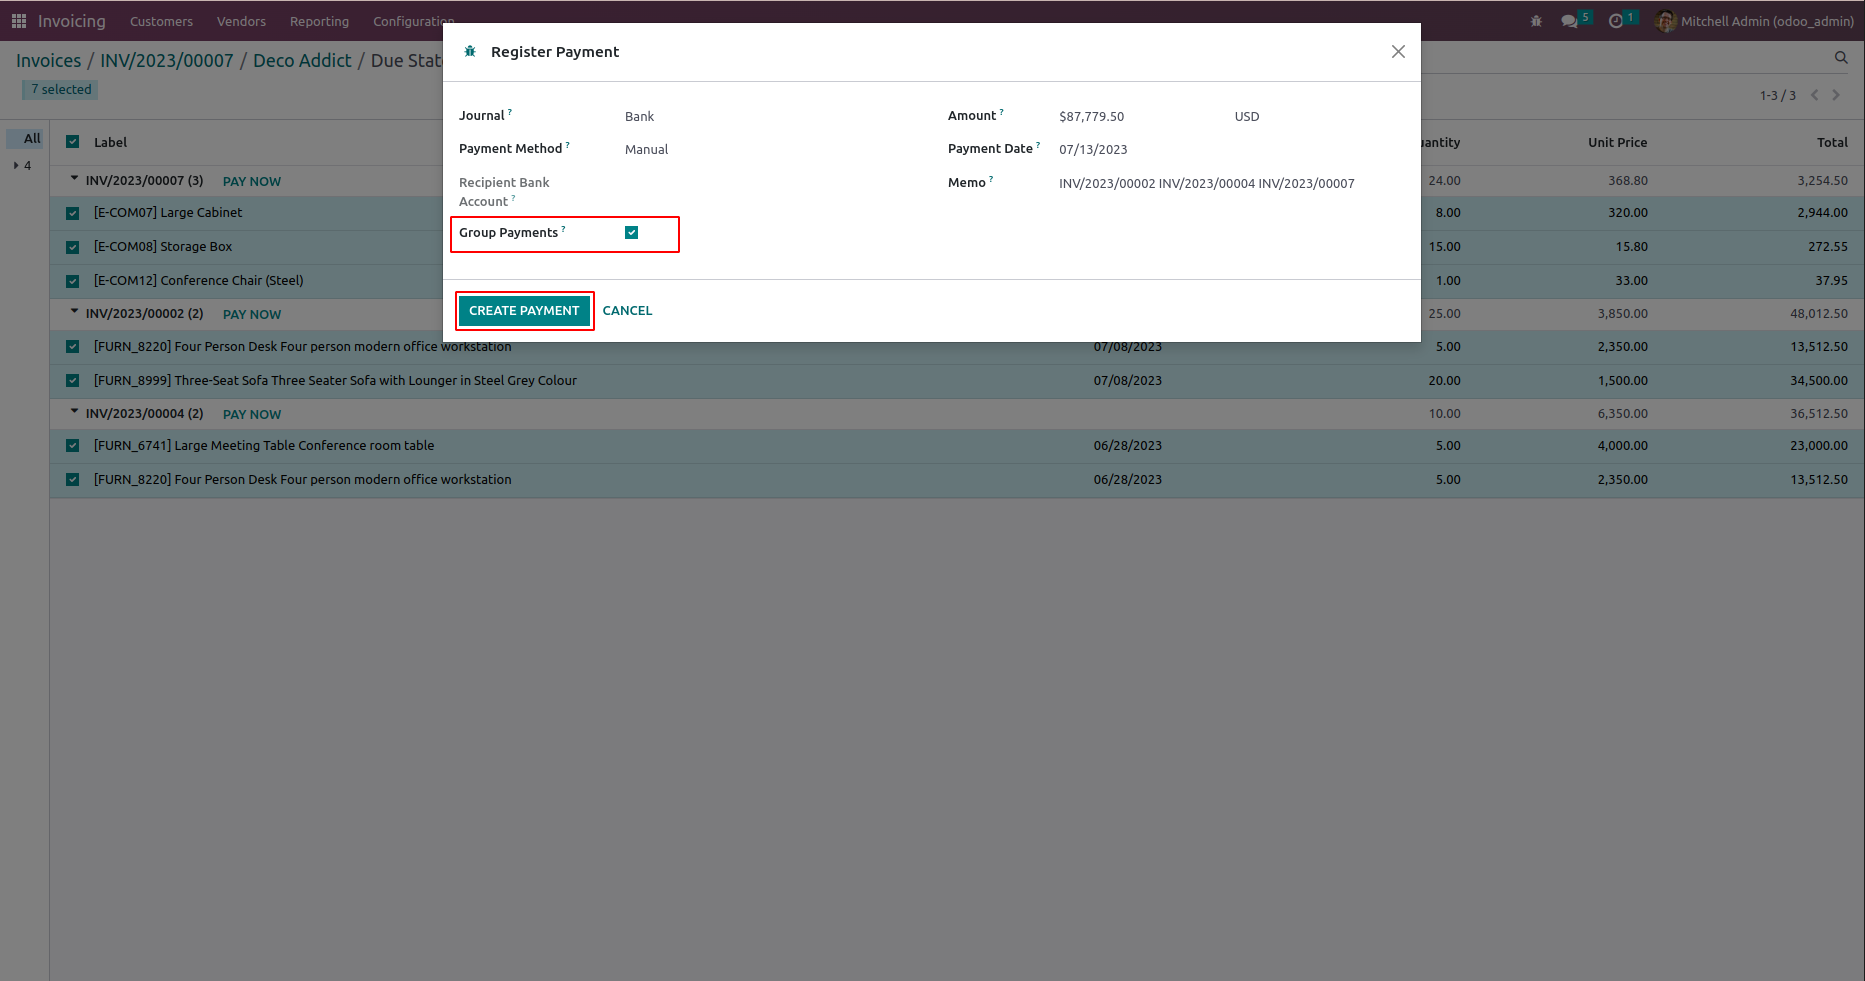 Invoicing Customers Vendors Reporting Configuration 5 1 Mitchell Admin (odoo_admin)
Invoices / INV/2023/00007 / Deco Addict / Due Stat
7 selected
1-3 / 3
Register Payment
Journal ? Bank Amount ? $87,779.50 USD
Payment Method ? Manual Payment Date ? 07/13/2023
Recipient Bank Account ? Memo ? INV/2023/00002 INV/2023/00004 INV/2023/00007
Group Payments ?
CREATE PAYMENT CANCEL
All
4
Label uantity Unit Price Total
INV/2023/00007 (3) PAY NOW 24.00 368.80 3,254.50
[E-COM07] Large Cabinet 8.00 320.00 2,944.00
[E-COM08] Storage Box 15.00 15.80 272.55
[E-COM12] Conference Chair (Steel) 1.00 33.00 37.95
INV/2023/00002 (2) PAY NOW 25.00 3,850.00 48,012.50
[FURN_8220] Four Person Desk Four person modern office workstation 07/08/2023 5.00 2,350.00 13,512.50
[FURN_8999] Three-Seat Sofa Three Seater Sofa with Lounger in Steel Grey Colour 07/08/2023 20.00 1,500.00 34,500.00
INV/2023/00004 (2) PAY NOW 10.00 6,350.00 36,512.50
[FURN_6741] Large Meeting Table Conference room table 06/28/2023 5.00 4,000.00 23,000.00
[FURN_8220] Four Person Desk Four person modern office workstation 06/28/2023 5.00 2,350.00 13,512.50